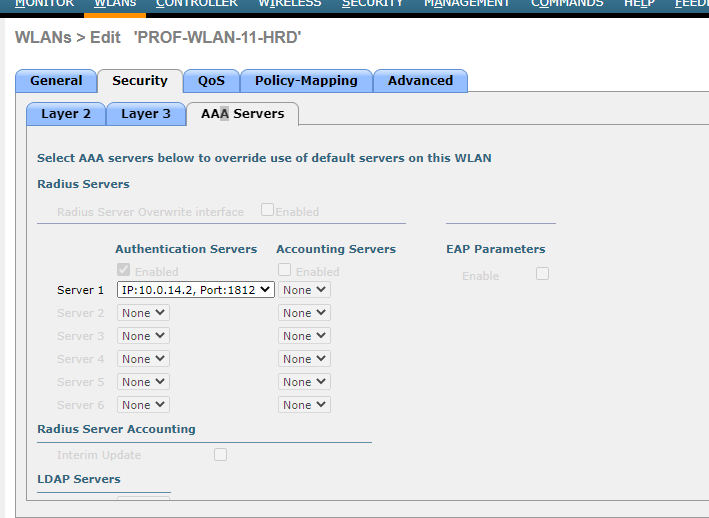 MONITOR WLANs CONTROLLER WIRELESS SECURITY MANAGEMENT COMMANDS HELP
WLANs > Edit 'PROF-WLAN-11-HRD'
General Security QoS Policy-Mapping Advanced
Layer 2 Layer 3 AAA Servers
Select AAA servers below to override use of default servers on this WLAN
Radius Servers
Radius Server Overwrite interface Enabled
Authentication Servers Accounting Servers EAP Parameters
Enabled Enabled Enable
Server 1 IP:10.0.14.2, Port:1812 None
Server 2 None None
Server 3 None None
Server 4 None None
Server 5 None None
Server 6 None None
Radius Server Accounting
Interim Update
LDAP Servers